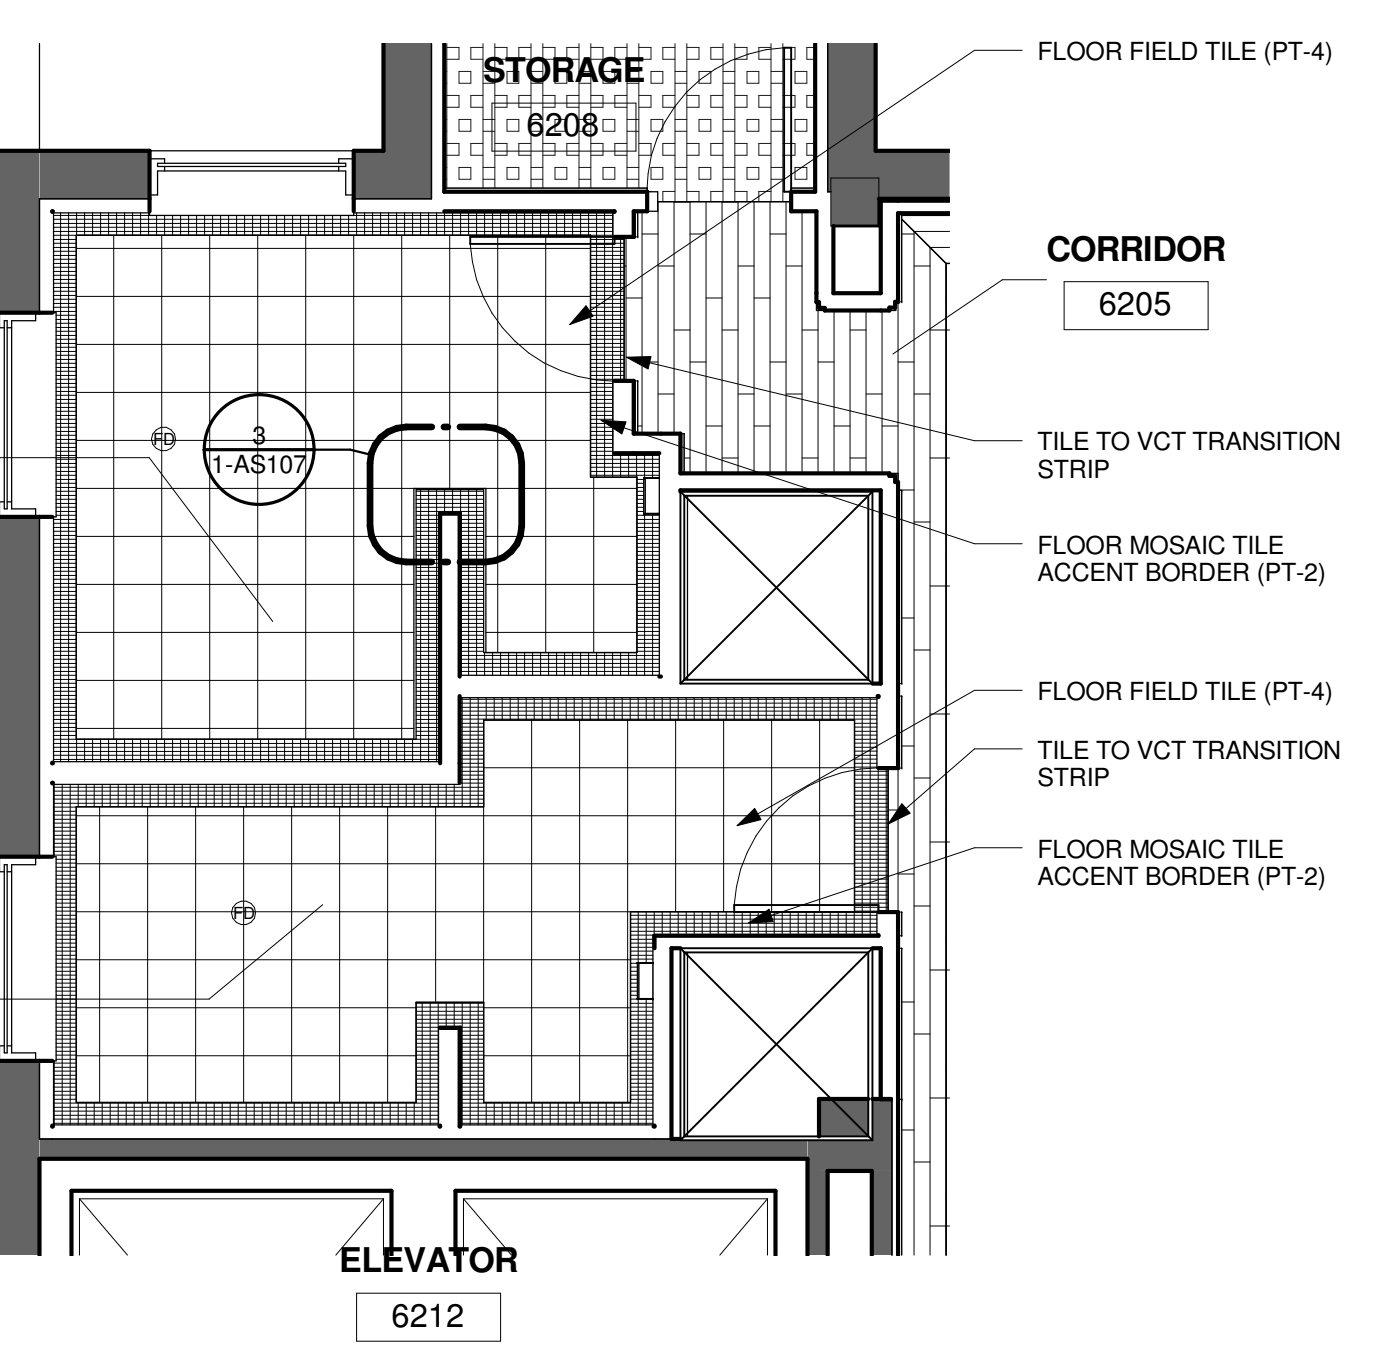 FLOOR FIELD TILE (PT-4)
STORAGE
6208
CORRIDOR
6205
FD
3
1-AS107
TILE TO VCT TRANSITION
STRIP
FLOOR MOSAIC TILE
ACCENT BORDER (PT-2)
FLOOR FIELD TILE (PT-4)
TILE TO VCT TRANSITION
STRIP
FLOOR MOSAIC TILE
ACCENT BORDER (PT-2)
FD
ELEVATOR
6212